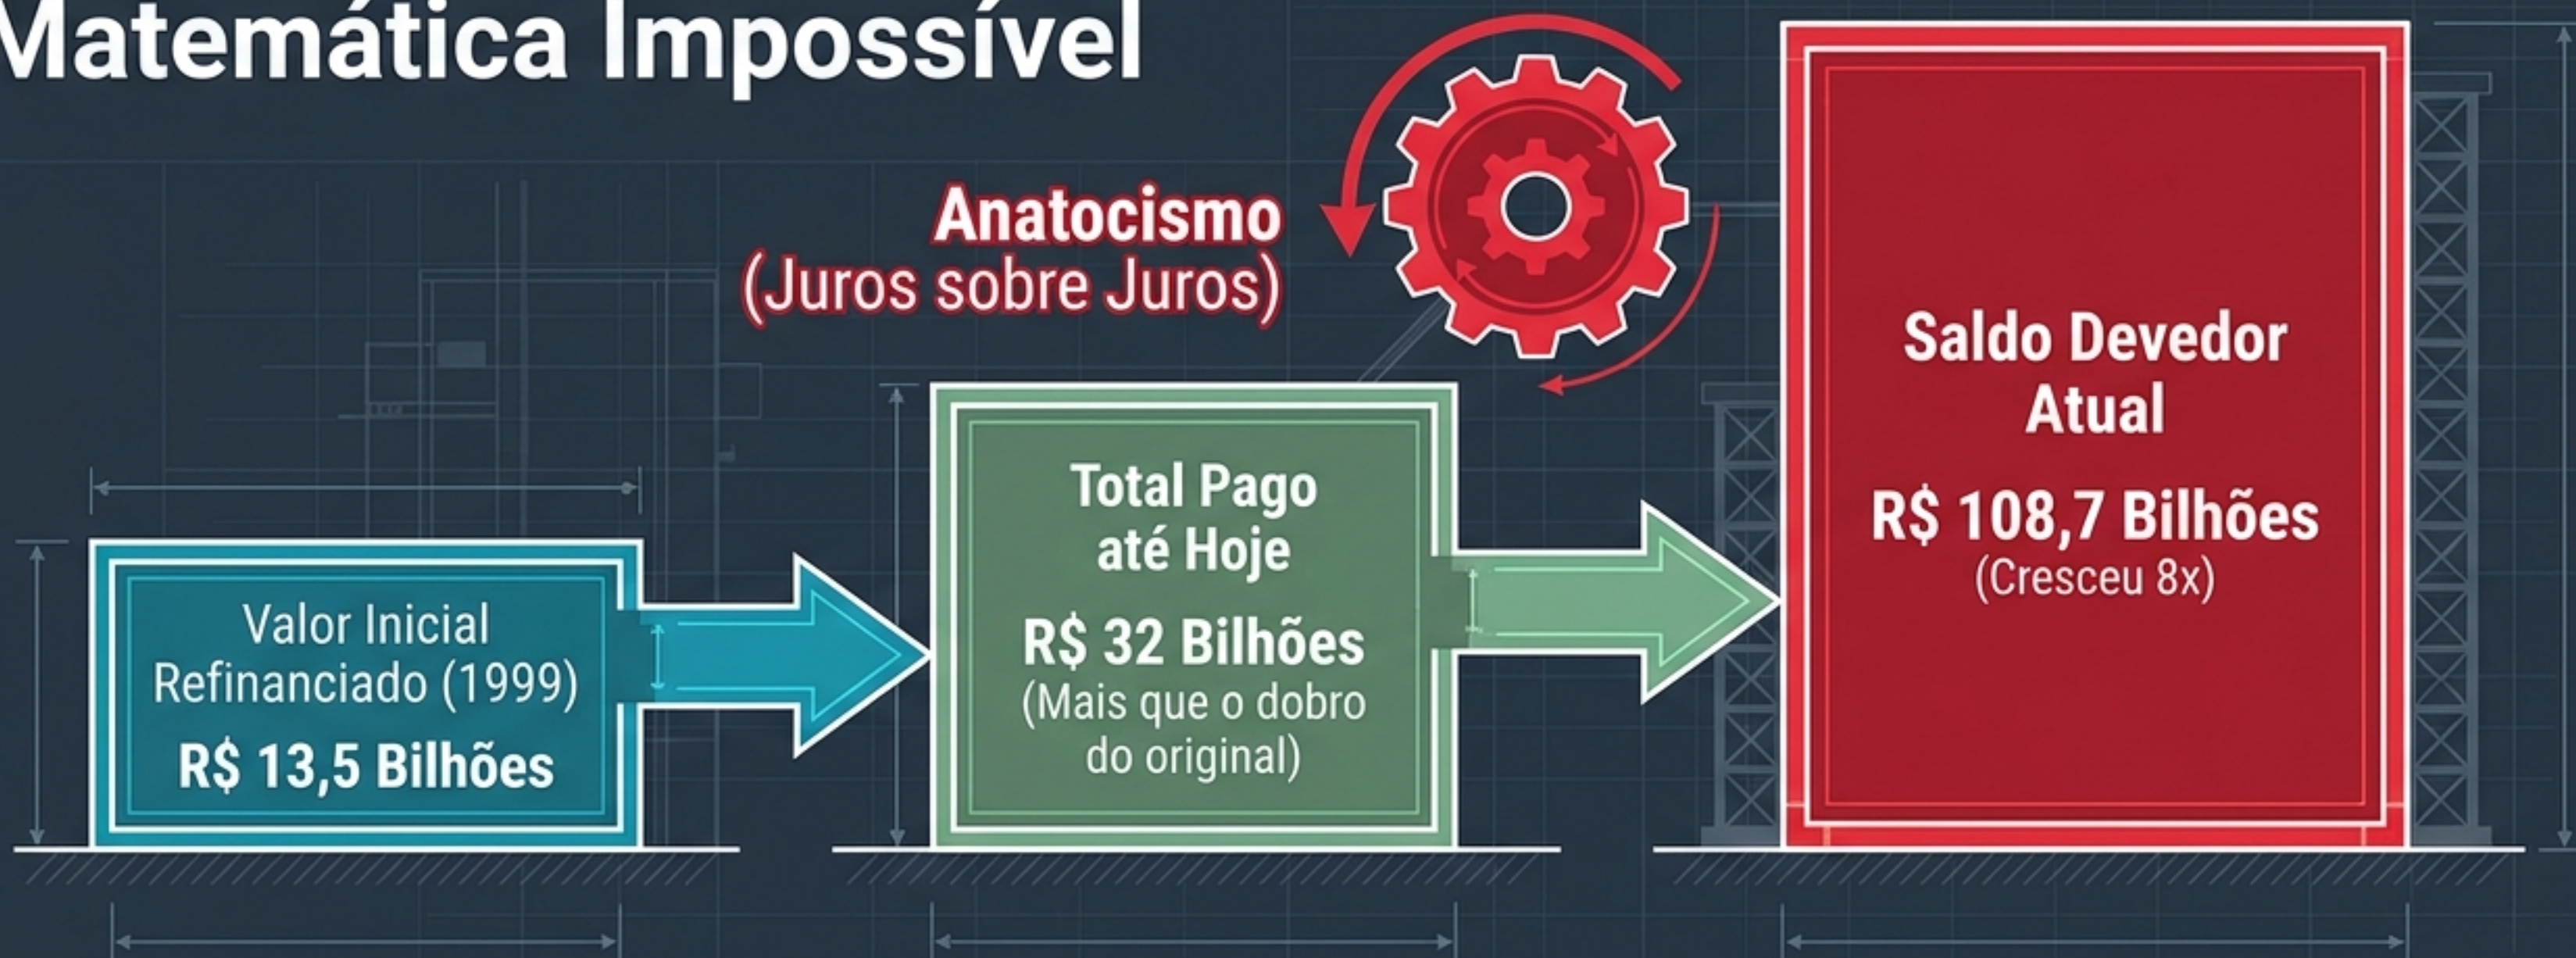 Matemática Impossível
Anatocismo
(Juros sobre Juros)
Valor Inicial
Refinanciado (1999)
R$ 13,5 Bilhões
Total Pago
até Hoje
R$ 32 Bilhões
(Mais que o dobro
do original)
Saldo Devedor
Atual
R$ 108,7 Bilhões
(Cresceu 8x)